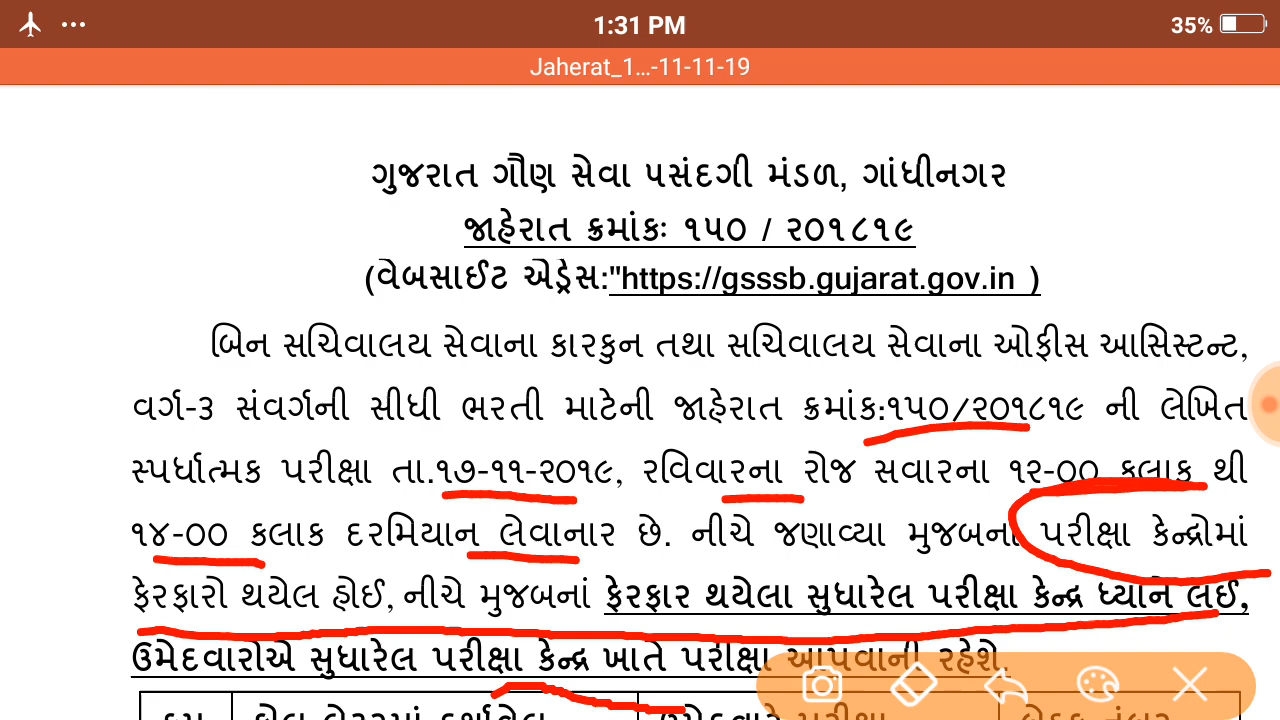 1:31 PM
35%
Jaherat_1...-11-11-19
ગુજરાત ગૌણ સેવા પસંદગી મંડળ, ગાંધીનગર
જાહેરાત ક્રમાંકઃ ૧૫૦ / ૨૦૧૮૧૯
(વેબસાઈટ એડ્રેસ:"https://gsssb.gujarat.gov.in )
બિન સચિવાલય સેવાના કારકુન તથા સચિવાલય સેવાના ઓફીસ આસિસ્ટન્ટ,
વર્ગ-૩ સંવર્ગની સીધી ભરતી માટેની જાહેરાત ક્રમાંક:૧૫૦/૨૦૧૮૧૯ ની લેખિત
સ્પર્ધાત્મક પરીક્ષા તા.૧૭-૧૧-૨૦૧૯, રવિવારના રોજ સવારના ૧૨-૦૦ કલાક થી
૧૪-૦૦ કલાક દરમિયાન લેવાનાર છે. નીચે જણાવ્યા મુજબના પરીક્ષા કેન્દ્રોમાં
ફેરફારો થયેલ હોઈ, નીચે મુજબનાં ફેરફાર થયેલા સુધારેલ પરીક્ષા કેન્દ્ર ધ્યાને લઈ,
ઉમેદવારોએ સુધારેલ પરીક્ષા કેન્દ્ર ખાતે પરીક્ષા આપવાની રહેશે.